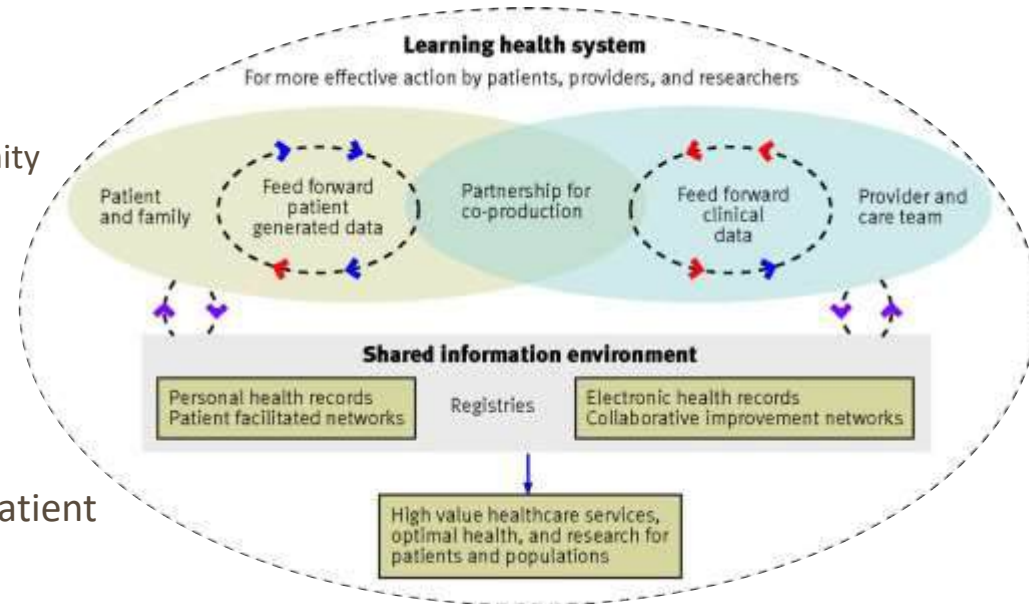 Learning health system
For more effective action by patients, providers, and researchers
Patient
and family
Feed forward
patient
generated data
Partnership for
co-production
Feed forward
clinical
data
Provider and
care team
Shared information environment
Personal health records
Patient facilitated networks
Registries
Electronic health records
Collaborative improvement networks
High value healthcare services,
optimal health, and research for
patients and populations